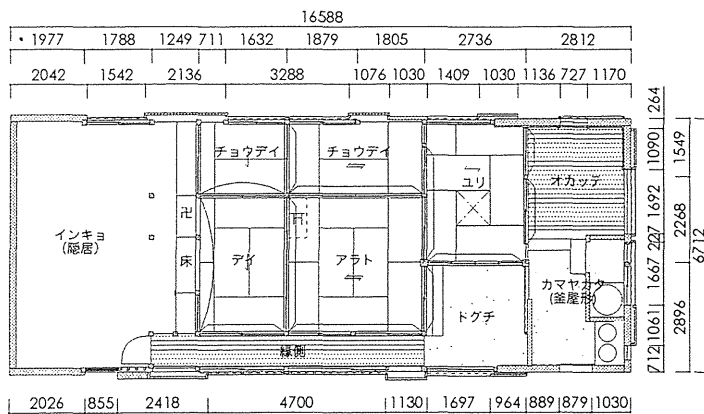 16588
1977 1788 1249 711 1632 1879 1805 2736 2812
2042 1542 2136 3288 1076 1030 1409 1030 1136 727 1170
264
チョウデイ チョウデイ ユリ オカッテ
1090 1692 227 1667 1061 712
1549 2268 2896
6712
卍
床
インキョ
(隠居)
デイ アラト
カマヤカタ
(釜屋形)
ドグチ
縁側
2026 855 2418 4700 1130 1697 964 889 879 1030